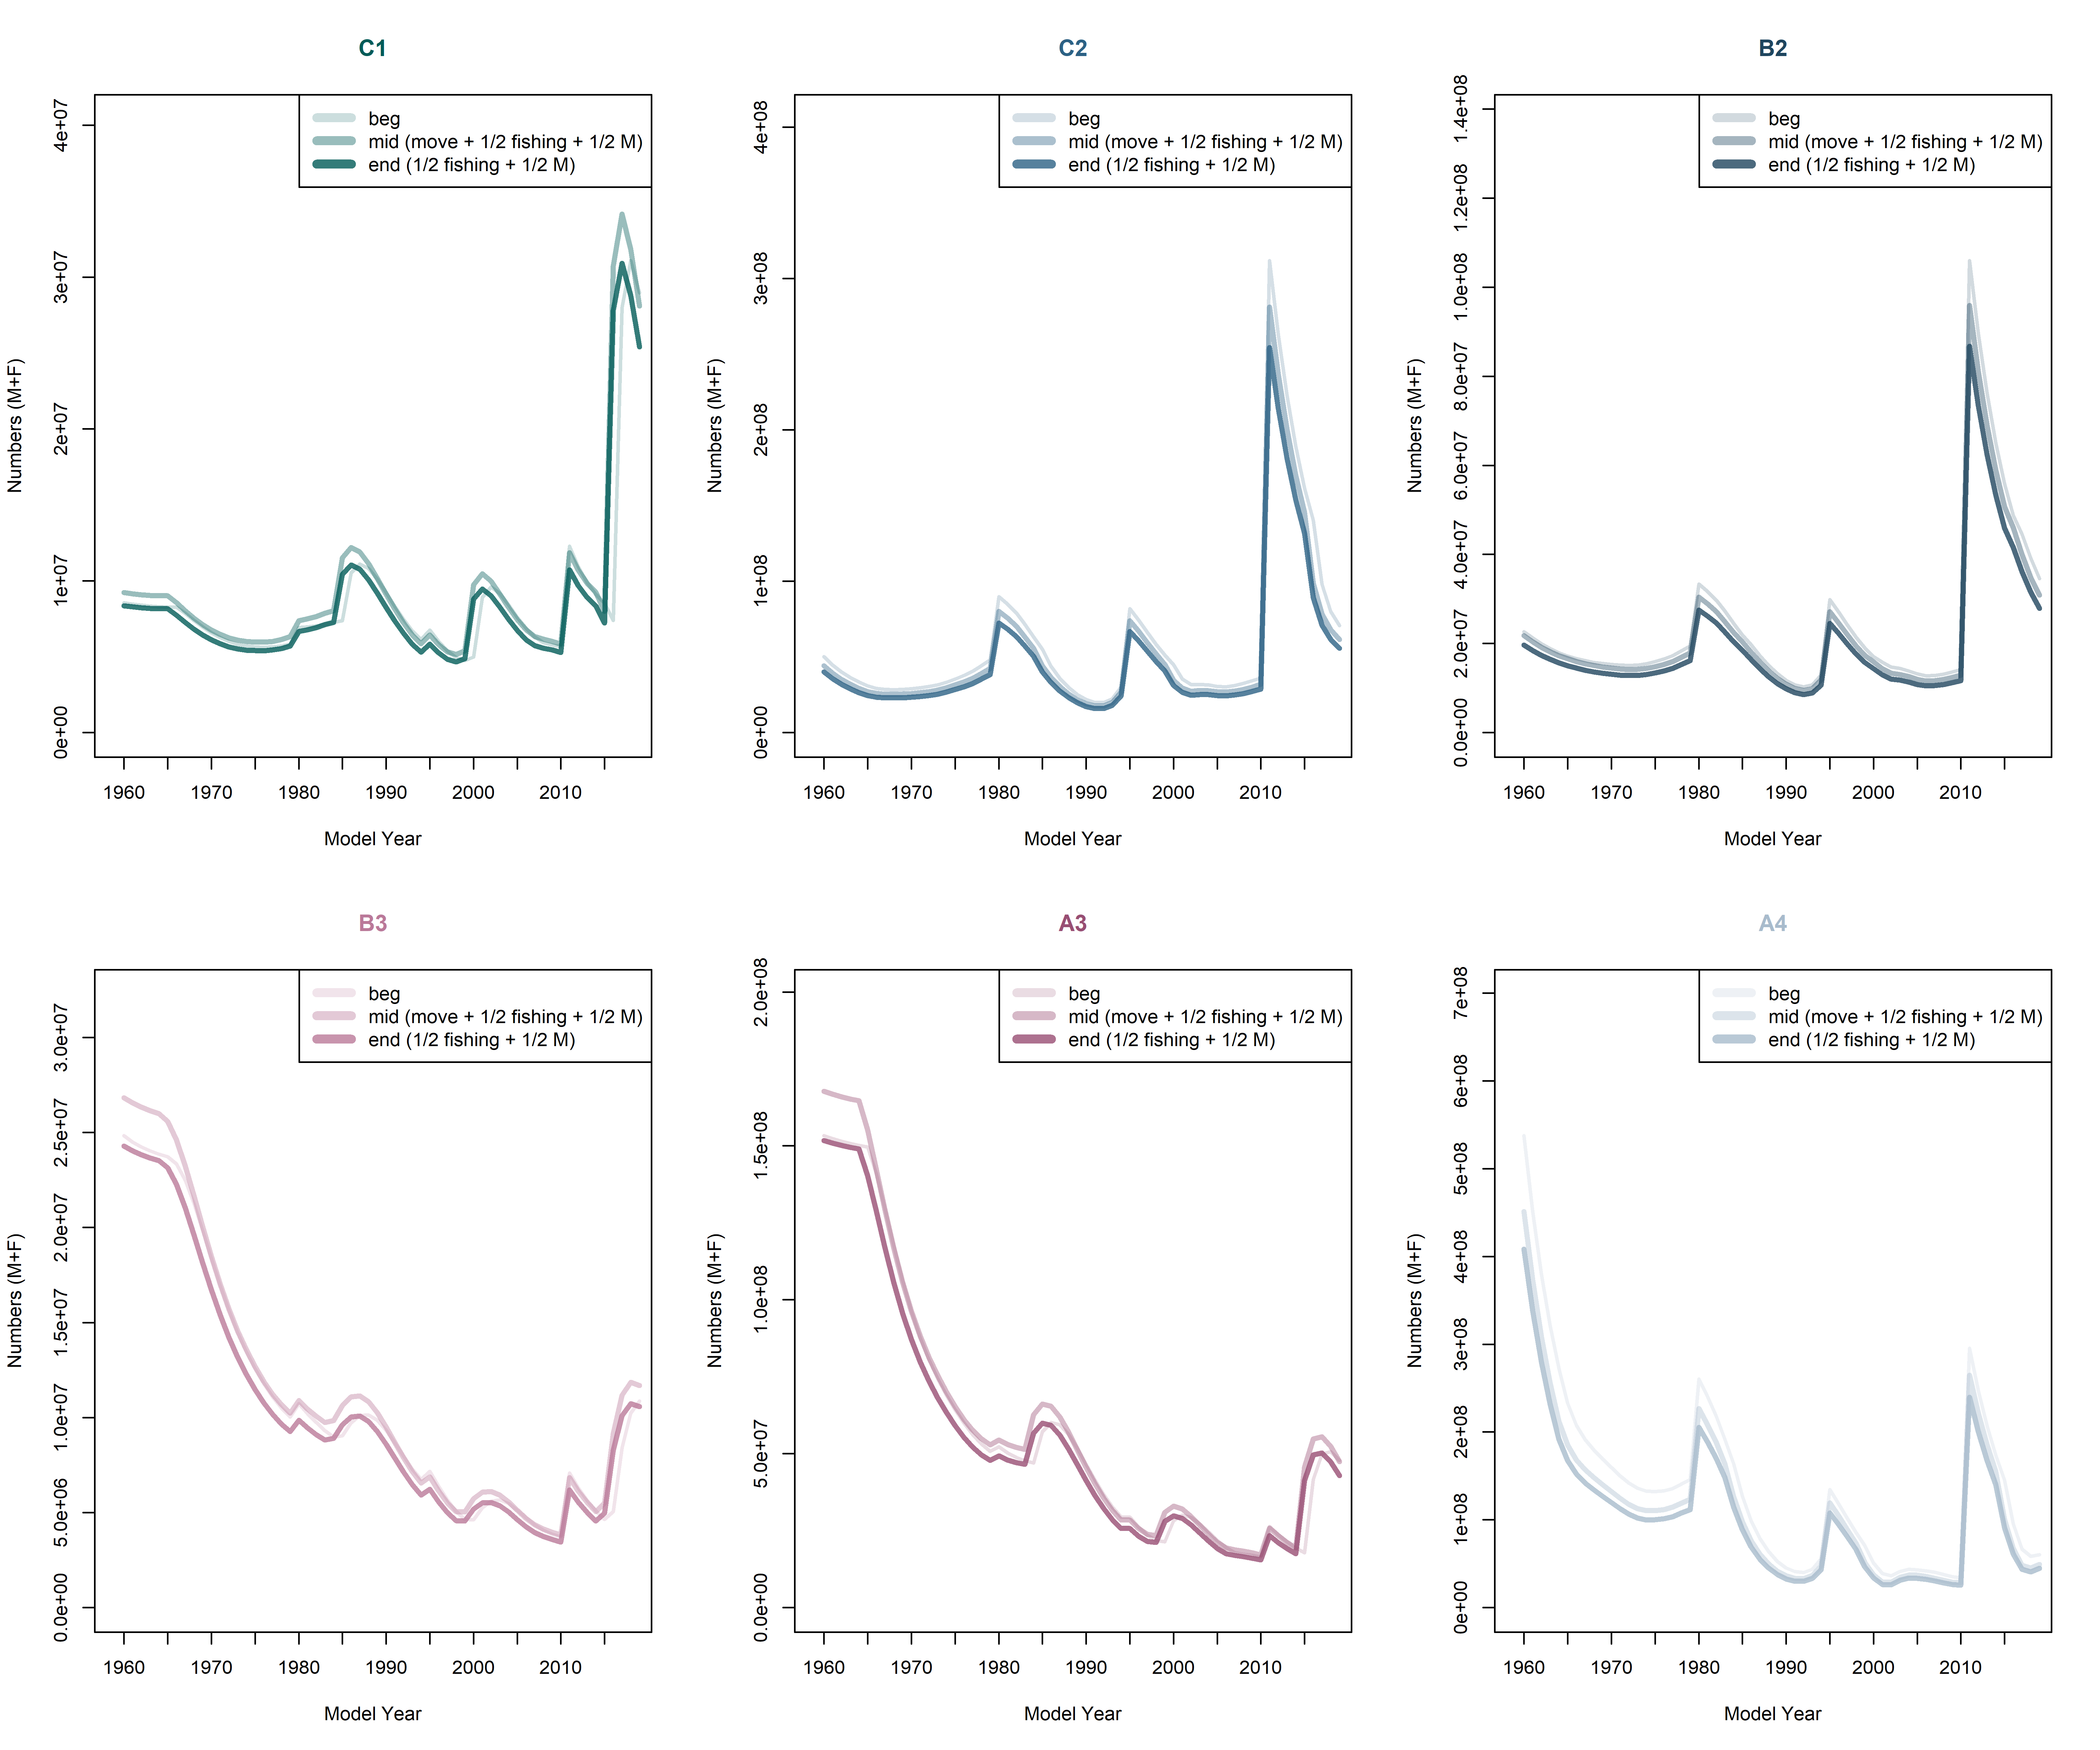 C1
beg
mid (move + 1/2 fishing + 1/2 M)
end (1/2 fishing + 1/2 M)
Numbers (M+F)
0e+00
1e+07
2e+07
3e+07
4e+07
1960
1970
1980
1990
2000
2010
Model Year
C2
beg
mid (move + 1/2 fishing + 1/2 M)
end (1/2 fishing + 1/2 M)
Numbers (M+F)
0e+00
1e+08
2e+08
3e+08
4e+08
1960
1970
1980
1990
2000
2010
Model Year
B2
beg
mid (move + 1/2 fishing + 1/2 M)
end (1/2 fishing + 1/2 M)
Numbers (M+F)
0.0e+00
2.0e+07
4.0e+07
6.0e+07
8.0e+07
1.0e+08
1.2e+08
1.4e+08
1960
1970
1980
1990
2000
2010
Model Year
B3
beg
mid (move + 1/2 fishing + 1/2 M)
end (1/2 fishing + 1/2 M)
Numbers (M+F)
0.0e+00
5.0e+06
1.0e+07
1.5e+07
2.0e+07
2.5e+07
3.0e+07
1960
1970
1980
1990
2000
2010
Model Year
A3
beg
mid (move + 1/2 fishing + 1/2 M)
end (1/2 fishing + 1/2 M)
Numbers (M+F)
0.0e+00
5.0e+07
1.0e+08
1.5e+08
2.0e+08
1960
1970
1980
1990
2000
2010
Model Year
A4
beg
mid (move + 1/2 fishing + 1/2 M)
end (1/2 fishing + 1/2 M)
Numbers (M+F)
0e+00
1e+08
2e+08
3e+08
4e+08
5e+08
6e+08
7e+08
1960
1970
1980
1990
2000
2010
Model Year